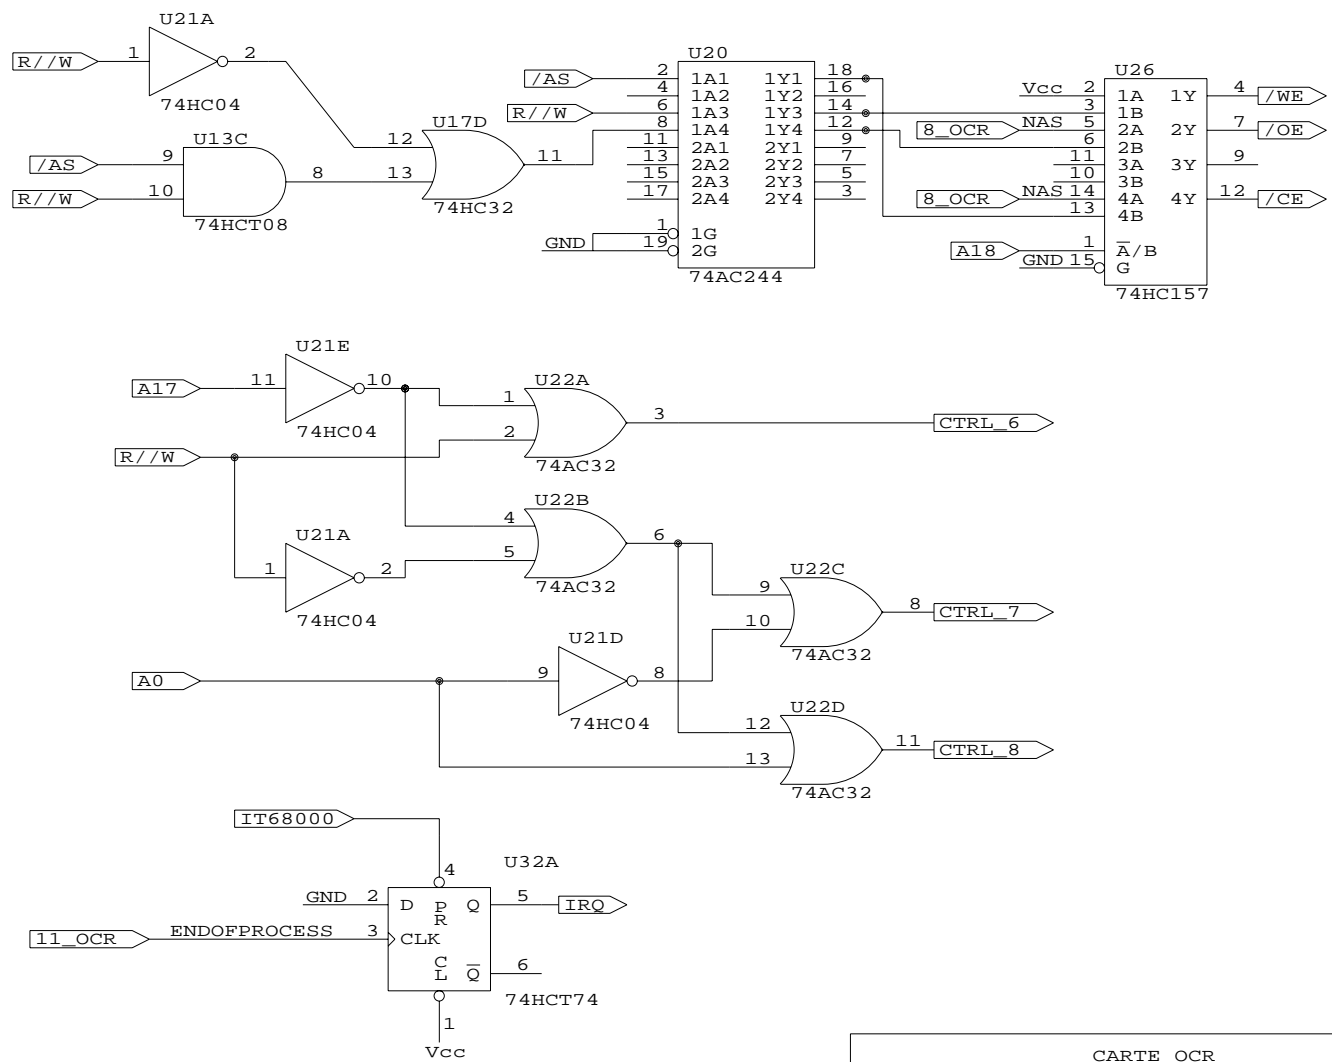 U21A
R//W 1 2
74HC04
U13C
/AS 9
R//W 10 8
74HCT08
U17D
12
13 11
74HC32
U20
/AS 2 1A1 1Y1 18
4 1A2 1Y2 16
R//W 6 1A3 1Y3 14
8 1A4 1Y4 12
11 2A1 2Y1 9
13 2A2 2Y2 7
15 2A3 2Y3 5
17 2A4 2Y4 3
1 1G
GND 19 2G
74AC244
U26
Vcc 2 1A 1Y 4 /WE
3 1B
8_OCR NAS 5 2A 2Y 7 /OE
6 2B
11 3A 3Y 9
10 3B
8_OCR NAS 14 4A 4Y 12 /CE
13 4B
A18 1 A/B
GND 15 G
74HC157
U21E
A17 11 10
74HC04
R//W
U22A
1
2 3 CTRL_6
74AC32
U21A
1 2
74HC04
U22B
4
5 6
74AC32
U22C
9
10 8 CTRL_7
74AC32
U21D
A0 9 8
74HC04
U22D
12
13 11 CTRL_8
74AC32
IT68000
4
U32A
GND 2 D PR Q 5 IRQ
11_OCR ENDOFPROCESS 3 CLK
CL Q 6
74HCT74
1
Vcc
CARTE OCR